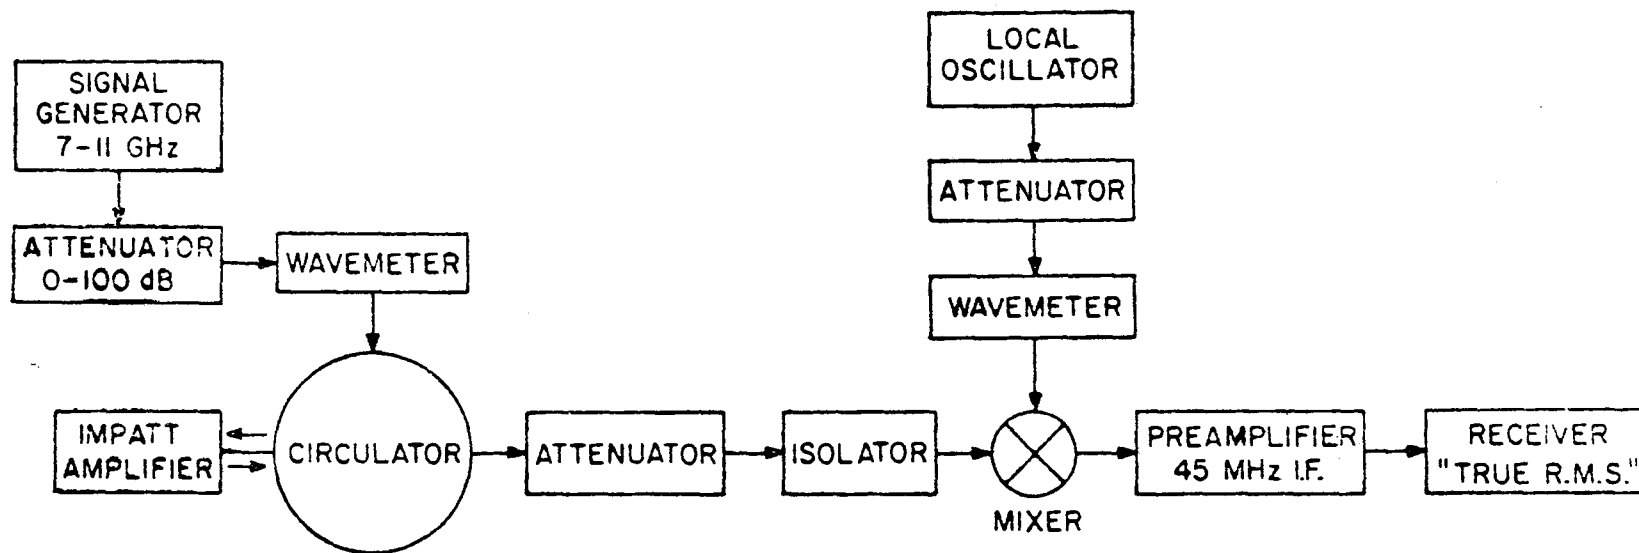 SIGNAL
GENERATOR
7-11 GHz
ATTENUATOR
0-100 dB
WAVEMETER
LOCAL
OSCILLATOR
ATTENUATOR
WAVEMETER
IMPATT
AMPLIFIER
CIRCULATOR
ATTENUATOR
ISOLATOR
MIXER
PREAMPLIFIER
45 MHz I.F.
RECEIVER
"TRUE R.M.S."